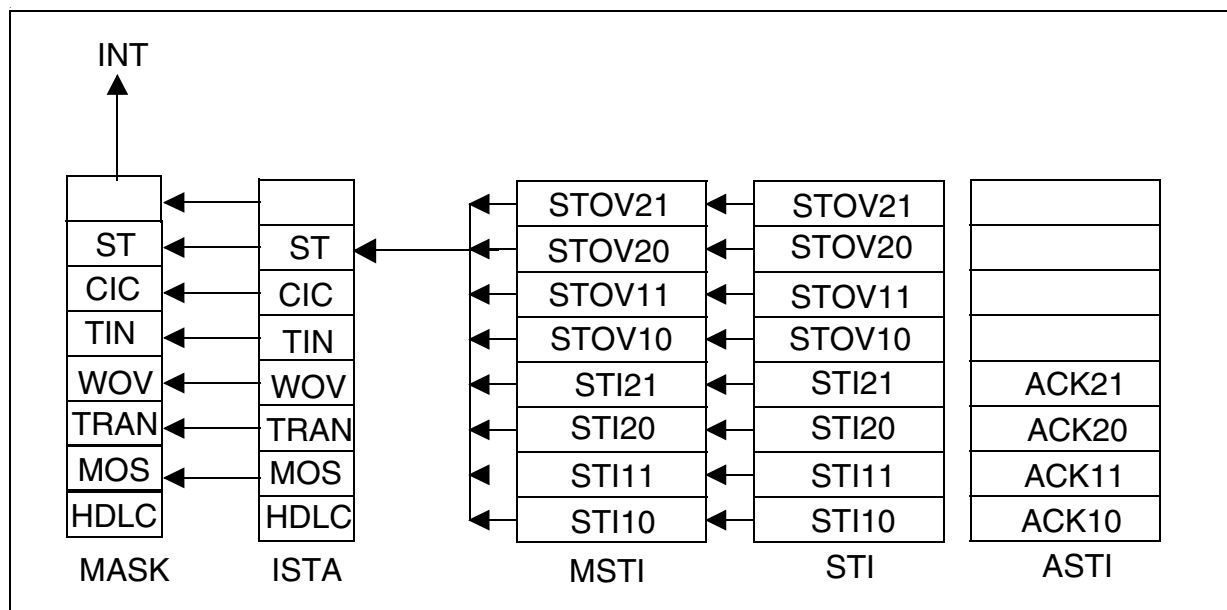 INT
STOV21 STOV21
ST ST STOV20 STOV20
CIC CIC STOV11 STOV11
TIN TIN STOV10 STOV10
WOV WOV STI21 STI21 ACK21
TRAN TRAN STI20 STI20 ACK20
MOS MOS STI11 STI11 ACK11
HDLC HDLC STI10 STI10 ACK10
MASK ISTA MSTI STI ASTI